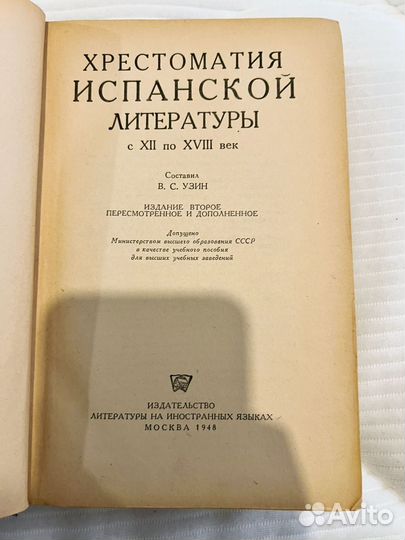 ХРЕСТОМАТИЯ
ИСПАНСКОЙ
ЛИТЕРАТУРЫ
с XII по XVIII век
Составил
В. С. УЗИН
ИЗДАНИЕ ВТОРОЕ
ПЕРЕСМОТРЕННОЕ И ДОПОЛНЕННОЕ
Допущено
Министерством высшего образования СССР
в качестве учебного пособия
для высших учебных заведений
ИЗДАТЕЛЬСТВО
ЛИТЕРАТУРЫ НА ИНОСТРАННЫХ ЯЗЫКАХ
МОСКВА 1948
Avito